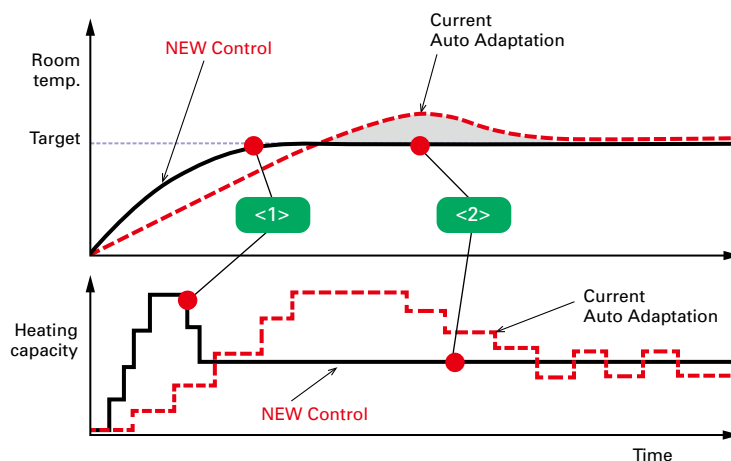 Current
Auto Adaptation
NEW Control
Room
temp.
Target
<1>
<2>
Current
Auto Adaptation
Heating
capacity
NEW Control
Time